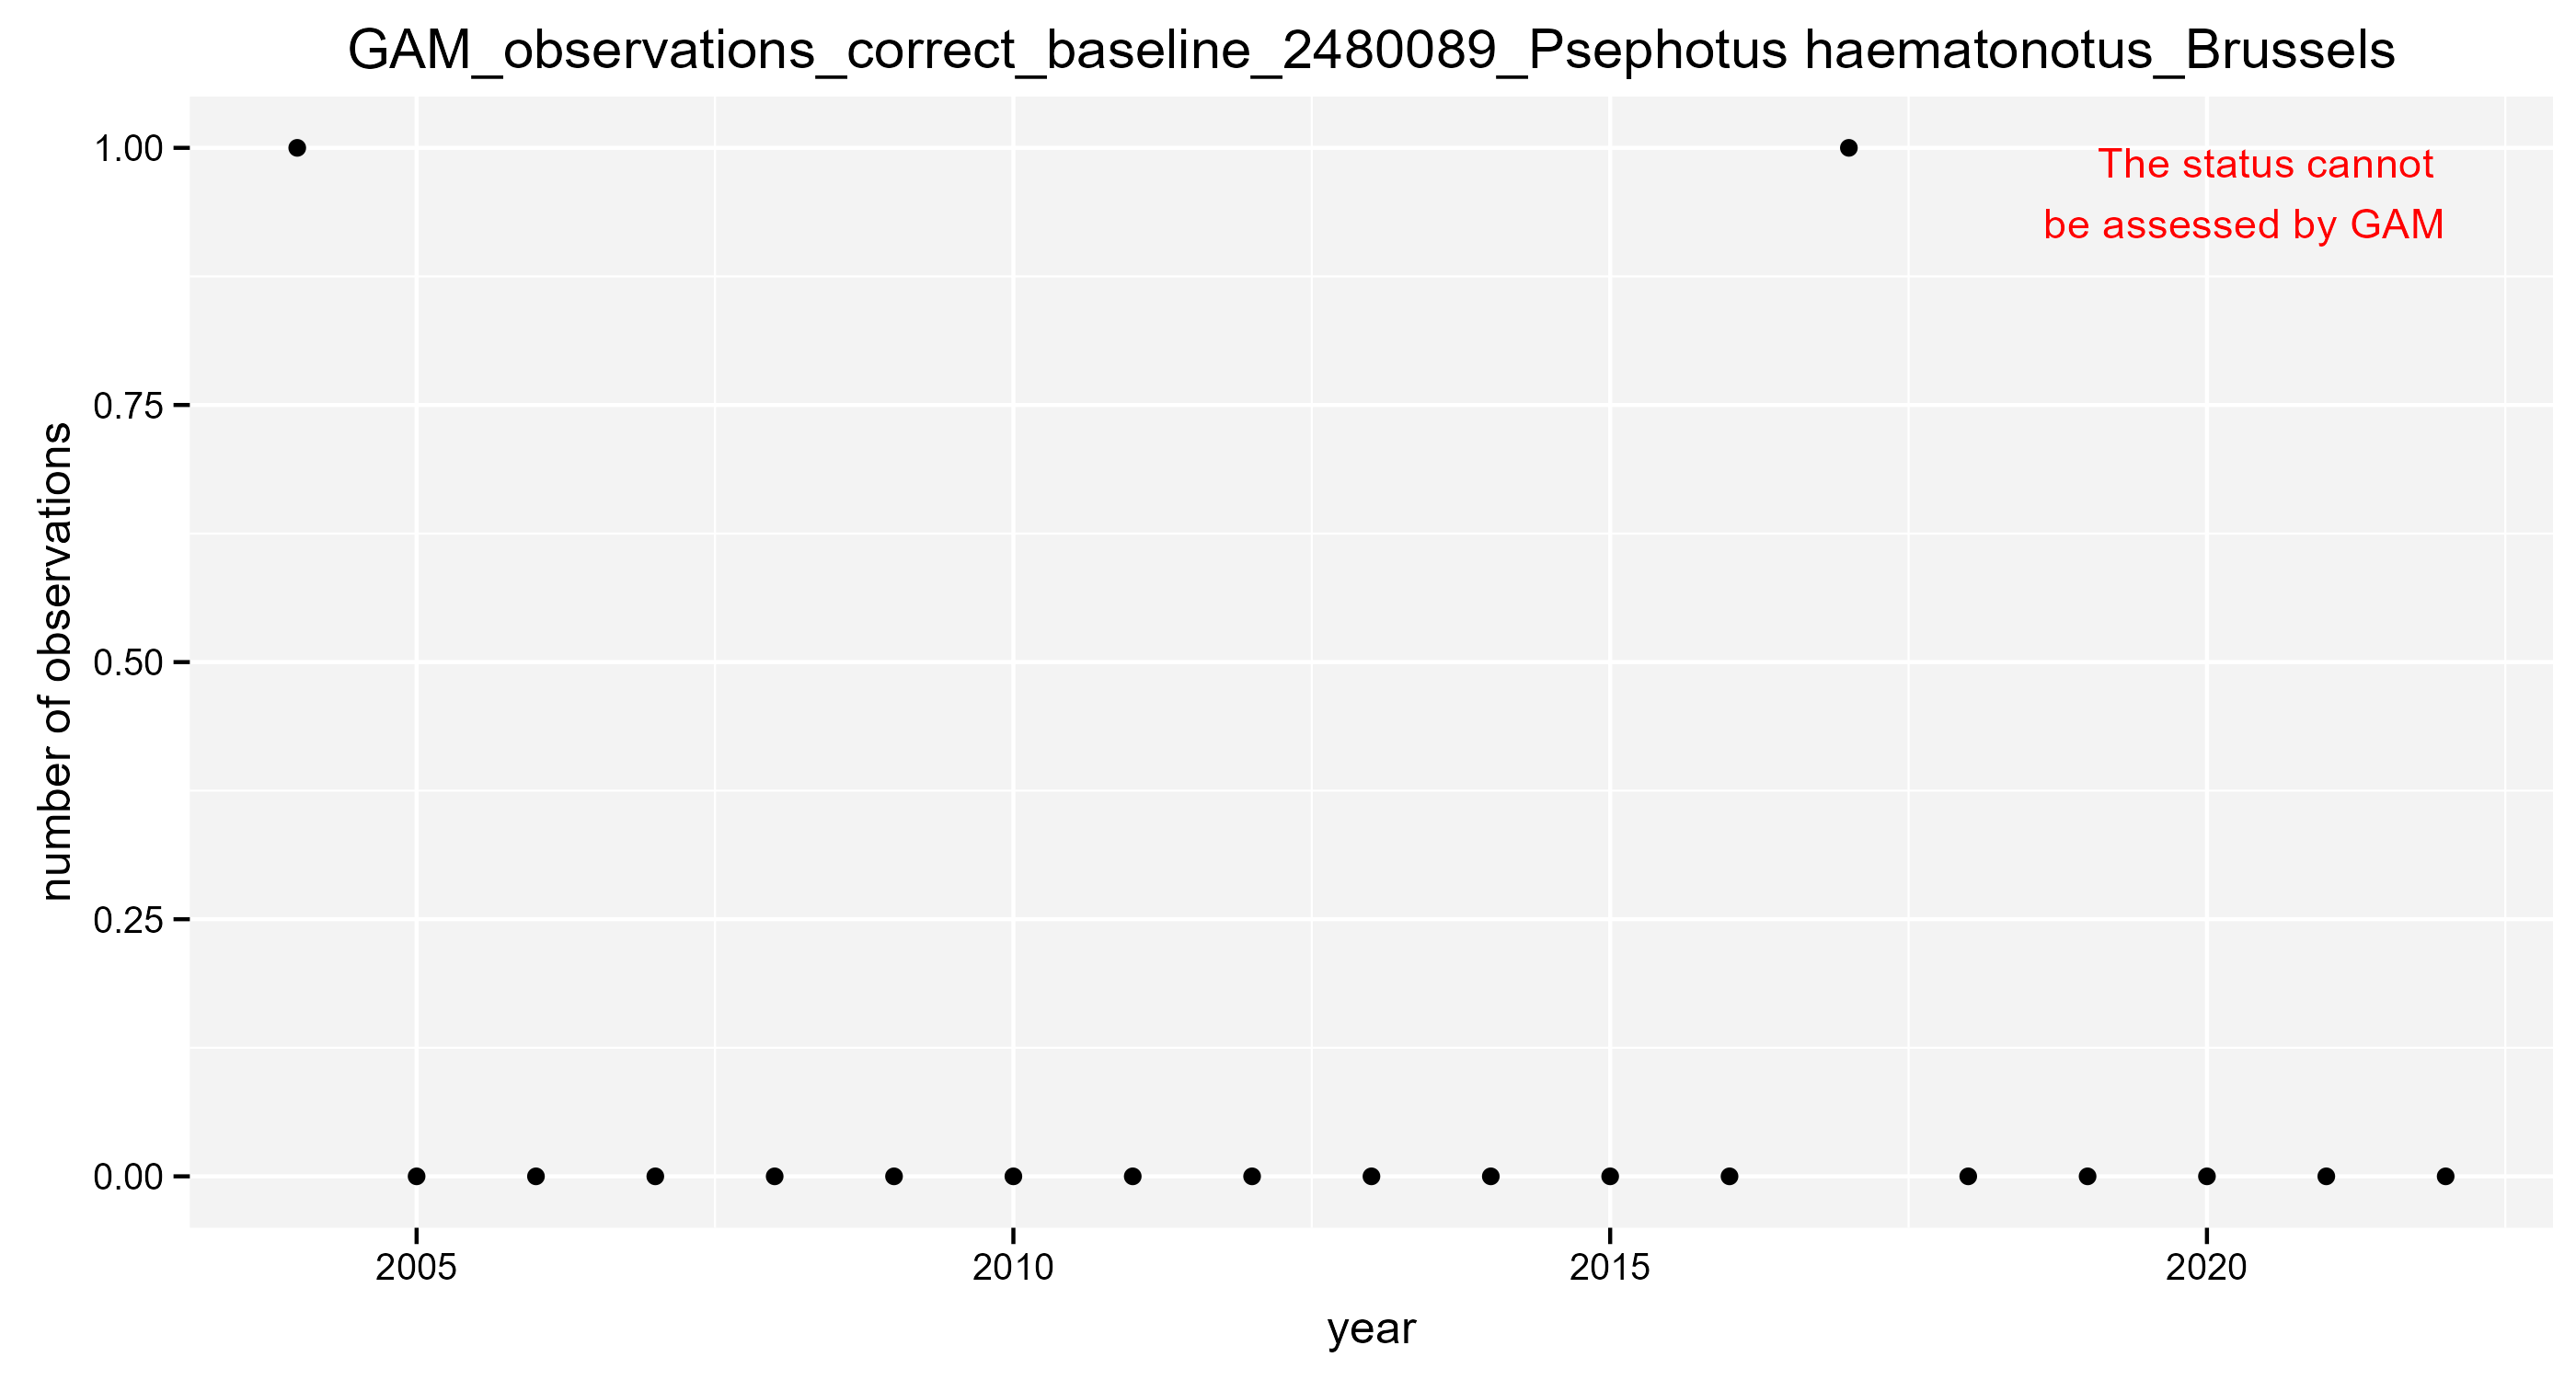 GAM_observations_correct_baseline_2480089_Psephotus haematonotus_Brussels
The status cannot
be assessed by GAM
number of observations
1.00
0.75
0.50
0.25
0.00
2005 2010 2015 2020
year